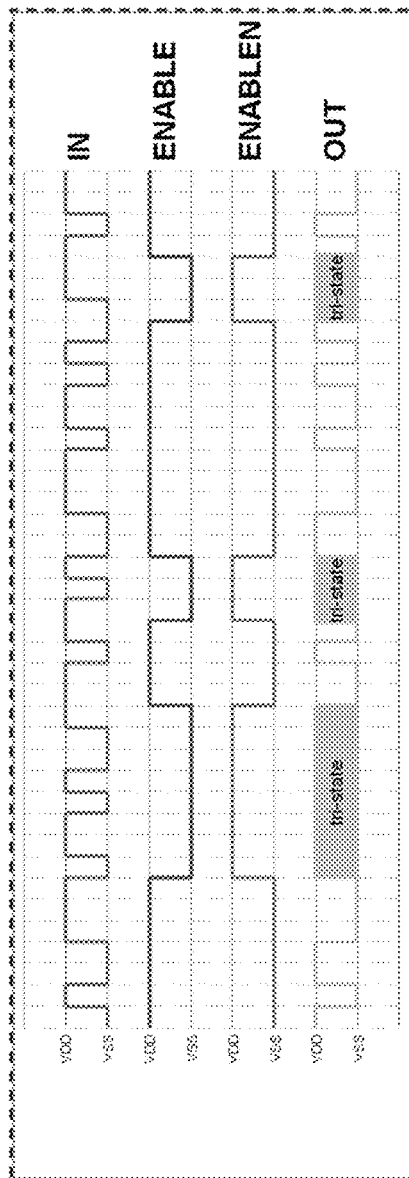 IN
ENABLE
ENABLEN
OUT
tri-state
tri-state
tri-state
VDD
VSS
VDD
VSS
VDD
VSS
VDD
VSS